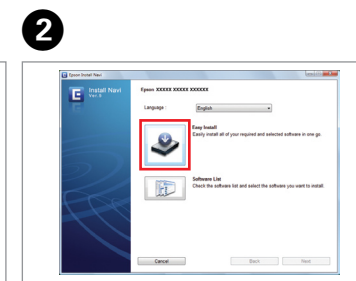 2
Epson Install Navi
Install Navi
Epson XXXXX XXXXX XXXXXX
Language :
English
Easy Install
Easily install all of your required and selected software in one go.
Software List
Check the software list and select the software you want to install.
Cancel
Back
Next